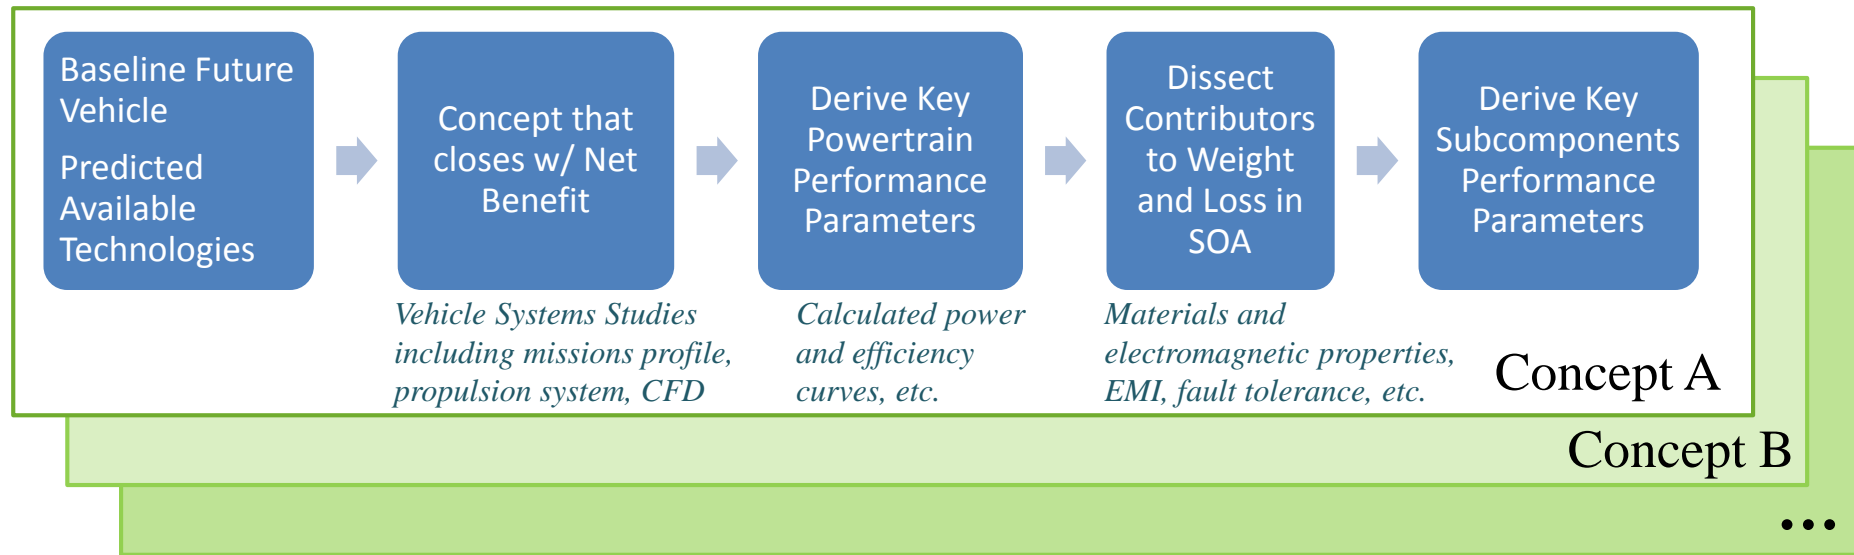 Baseline Future
Vehicle
Predicted
Available
Technologies
Concept that
closes w/ Net
Benefit
Derive Key
Powertrain
Performance
Parameters
Dissect
Contributors
to Weight
and Loss in
SOA
Derive Key
Subcomponents
Performance
Parameters
Vehicle Systems Studies
including missions profile,
propulsion system, CFD
Calculated power
and efficiency
curves, etc.
Materials and
electromagnetic properties,
EMI, fault tolerance, etc.
Concept A
Concept B
...